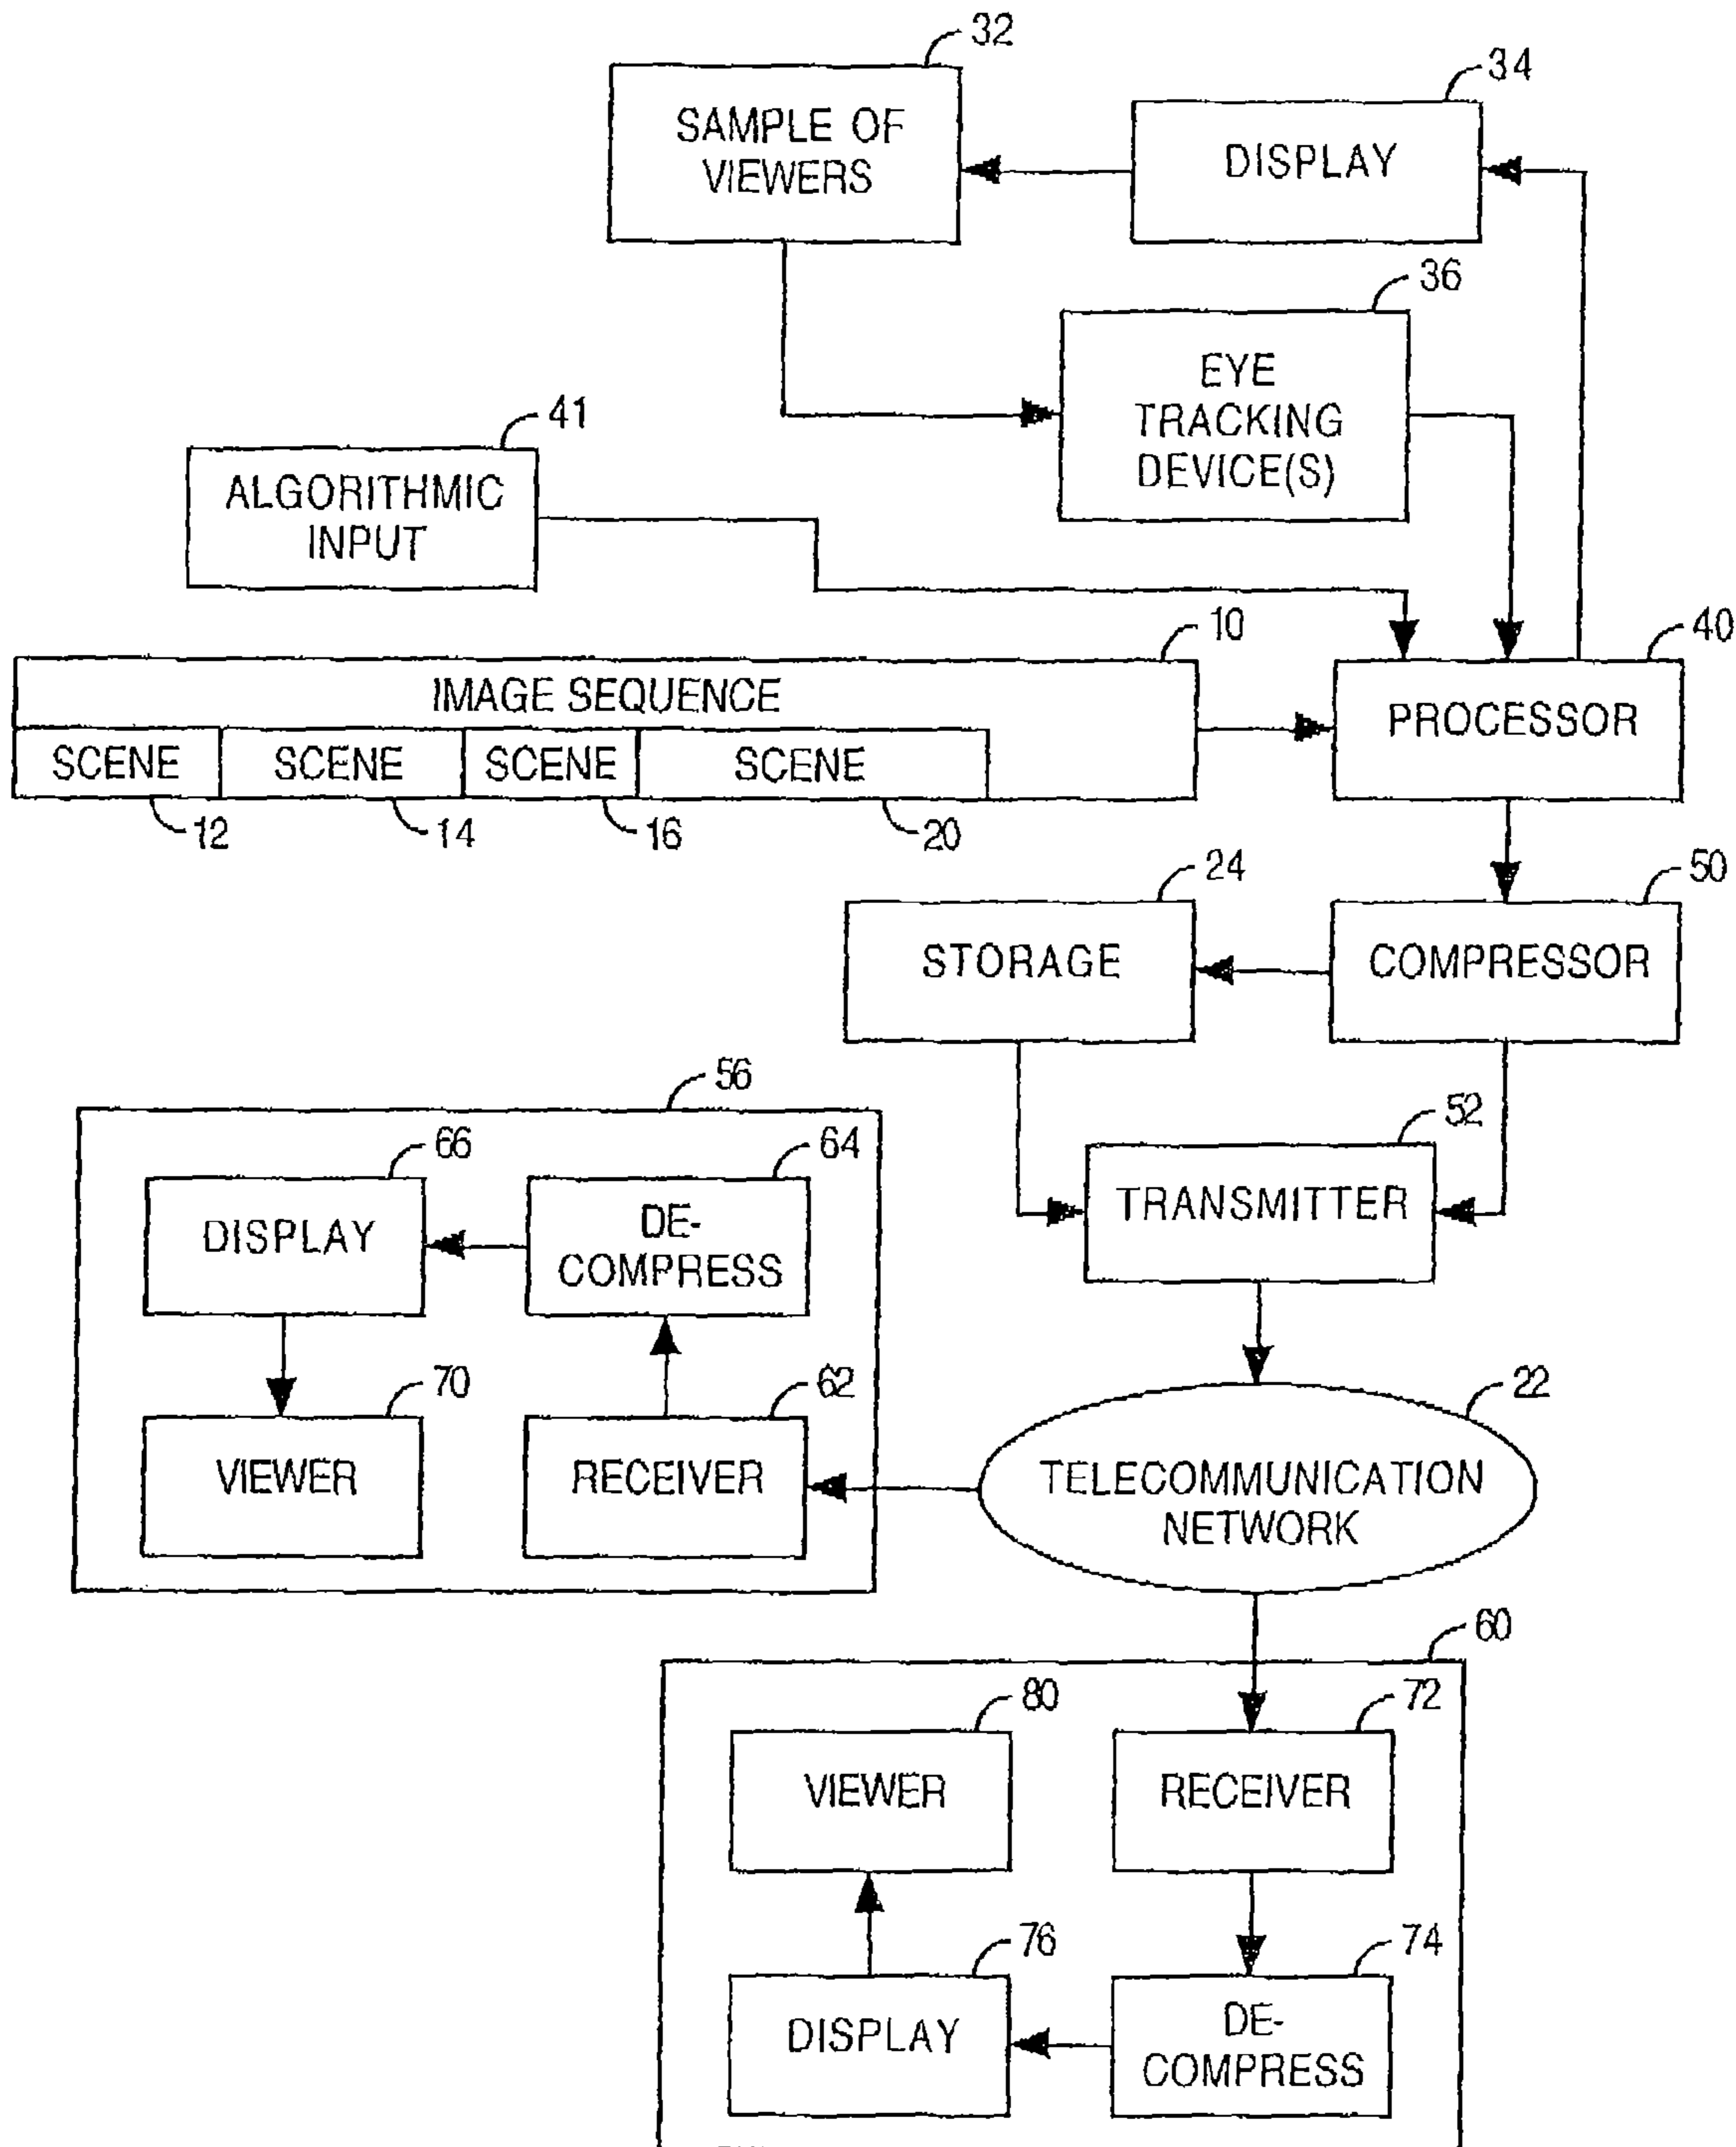 32
SAMPLE OF
VIEWERS
34
DISPLAY
36
EYE
TRACKING
DEVICE(S)
41
ALGORITHMIC
INPUT
10
IMAGE SEQUENCE
SCENE SCENE SCENE SCENE
12 14 16 20
40
PROCESSOR
24
STORAGE
50
COMPRESSOR
56
66
DISPLAY
64
DE-
COMPRESS
52
TRANSMITTER
70
VIEWER
62
RECEIVER
22
TELECOMMUNICATION
NETWORK
60
80
VIEWER
72
RECEIVER
76
DISPLAY
74
DE-
COMPRESS